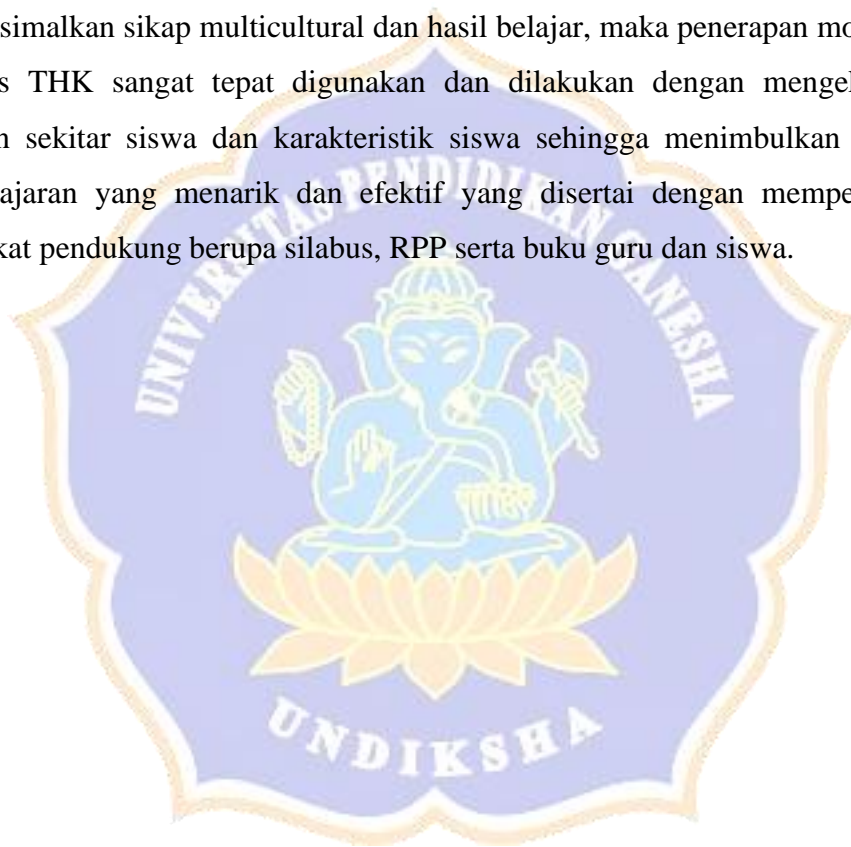 simalkan sikap multicultural dan hasil belajar, maka penerapan mo
s THK sangat tepat digunakan dan dilakukan dengan mengel
n sekitar siswa dan karakteristik siswa sehingga menimbulkan
ajaran yang menarik dan efektif yang disertai dengan mempe
kat pendukung berupa silabus, RPP serta buku guru dan siswa.
UNIVERSITAS PENDIDIKAN GANESHA
UNDIKSHA